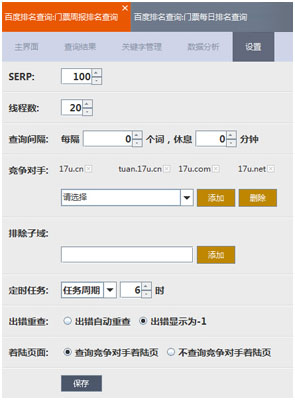 百度排名查询:门票周报排名查询 百度排名查询:门票每日排名查询
主界面 查询结果 关键字管理 数据分析 设置
SERP: 100
线程数: 20
查询间隔: 每隔 0 个词，休息 0 分钟
竞争对手: 17u.cn tuan.17u.cn 17u.com 17u.net
请选择 添加 删除
排除子域:
添加
定时任务: 任务周期 6 时
出错重查: 出错自动重查 出错显示为-1
着陆页面: 查询竞争对手着陆页 不查询竞争对手着陆页
保存